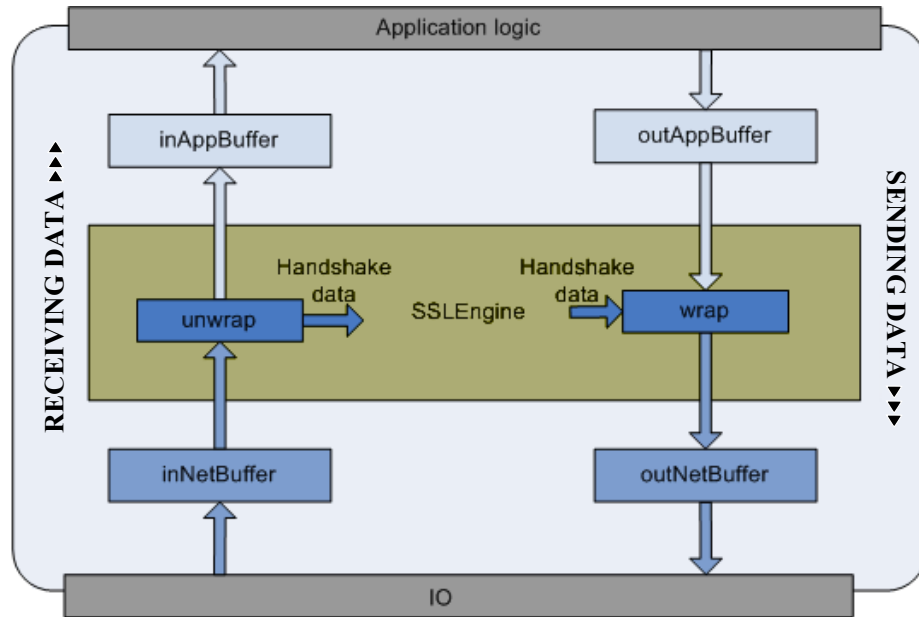 Application logic
inAppBuffer
outAppBuffer
RECEIVING DATA ►►►
SENDING DATA ►►►
Handshake
data
Handshake
data
SSLEngine
unwrap
wrap
inNetBuffer
outNetBuffer
IO